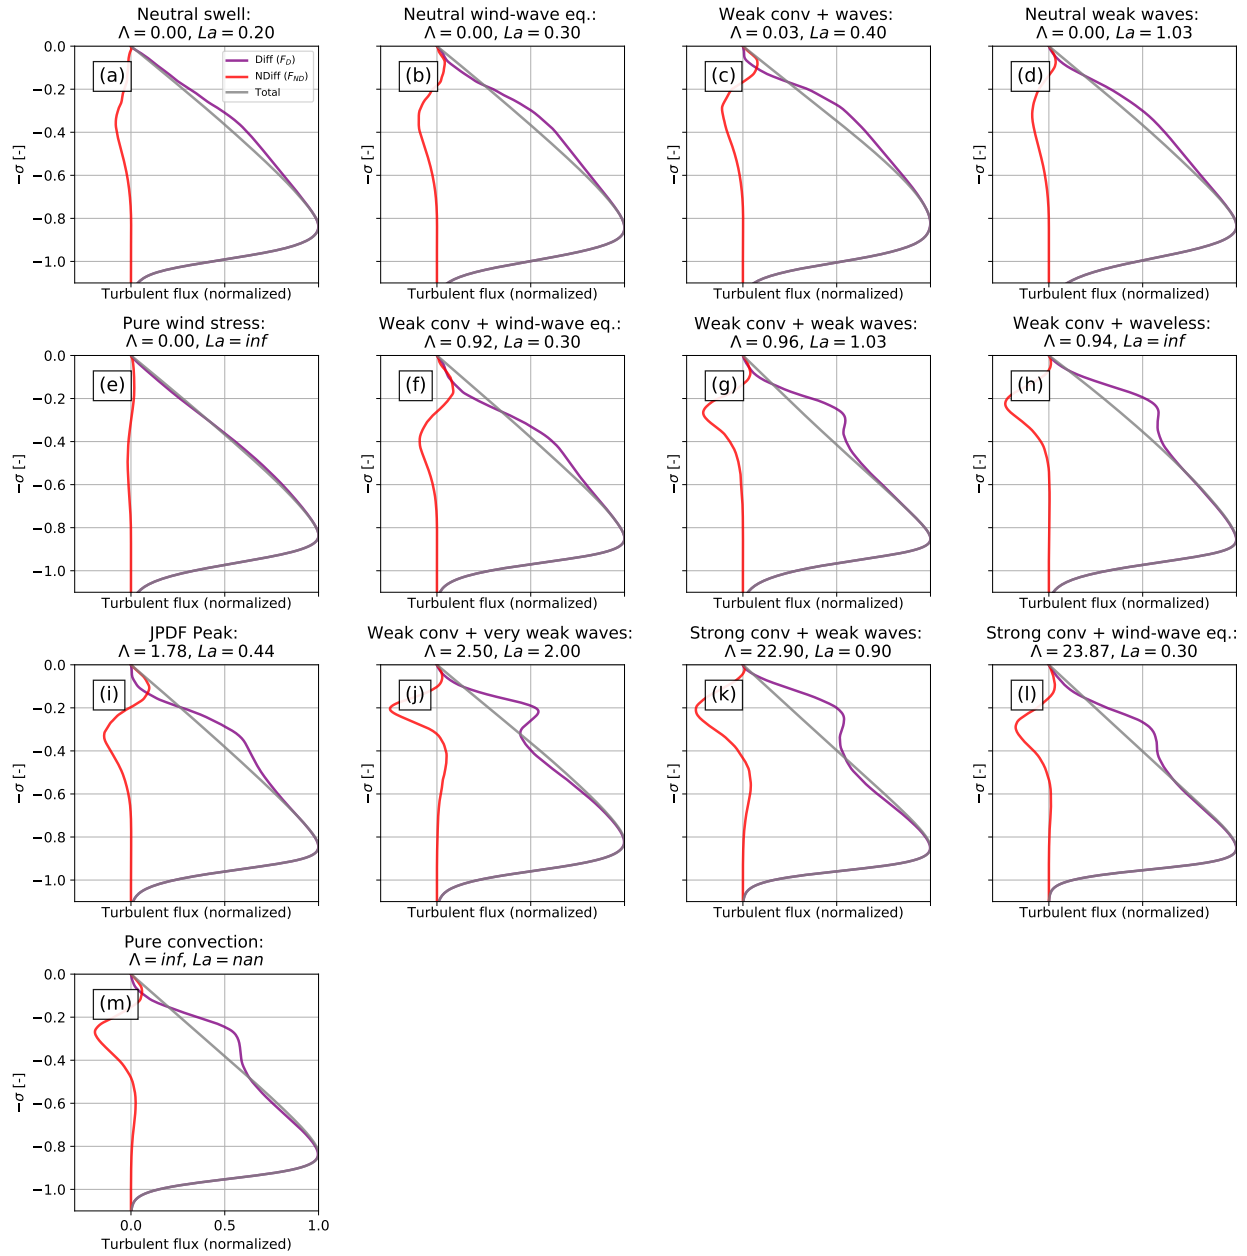 Neutral swell:
Λ = 0.00, La = 0.20
Neutral wind-wave eq.:
Λ = 0.00, La = 0.30
Weak conv + waves:
Λ = 0.03, La = 0.40
Neutral weak waves:
Λ = 0.00, La = 1.03
0.0
−0.2
−0.4
−0.6
−0.8
−1.0
−σ [-]
(a)
Diff (F_D)
NDiff (F_ND)
Total
−σ [-]
(b)
−σ [-]
(c)
−σ [-]
(d)
Turbulent flux (normalized)
Turbulent flux (normalized)
Turbulent flux (normalized)
Turbulent flux (normalized)
Pure wind stress:
Λ = 0.00, La = inf
Weak conv + wind-wave eq.:
Λ = 0.92, La = 0.30
Weak conv + weak waves:
Λ = 0.96, La = 1.03
Weak conv + waveless:
Λ = 0.94, La = inf
0.0
−0.2
−0.4
−0.6
−0.8
−1.0
−σ [-]
(e)
−σ [-]
(f)
−σ [-]
(g)
−σ [-]
(h)
Turbulent flux (normalized)
Turbulent flux (normalized)
Turbulent flux (normalized)
Turbulent flux (normalized)
JPDF Peak:
Λ = 1.78, La = 0.44
Weak conv + very weak waves:
Λ = 2.50, La = 2.00
Strong conv + weak waves:
Λ = 22.90, La = 0.90
Strong conv + wind-wave eq.:
Λ = 23.87, La = 0.30
0.0
−0.2
−0.4
−0.6
−0.8
−1.0
−σ [-]
(i)
−σ [-]
(j)
−σ [-]
(k)
−σ [-]
(l)
Turbulent flux (normalized)
Turbulent flux (normalized)
Turbulent flux (normalized)
Turbulent flux (normalized)
Pure convection:
Λ = inf, La = nan
0.0
−0.2
−0.4
−0.6
−0.8
−1.0
−σ [-]
(m)
0.0
0.5
1.0
Turbulent flux (normalized)